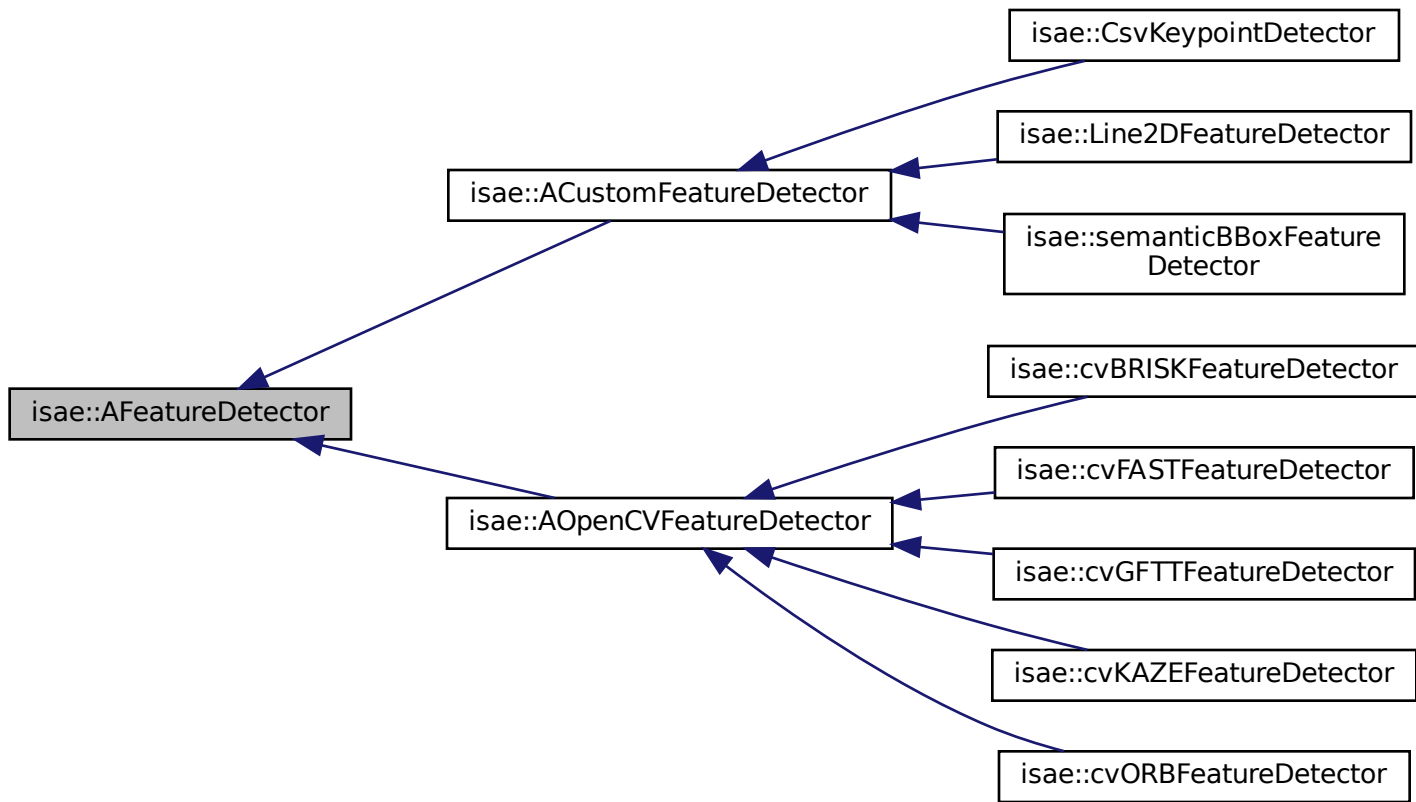 isae::CsvKeypointDetector
isae::Line2DFeatureDetector
isae::ACustomFeatureDetector
isae::semanticBBoxFeature
Detector
isae::cvBRISKFeatureDetector
isae::AFeatureDetector
isae::cvFASTFeatureDetector
isae::AOpenCVFeatureDetector
isae::cvGFTTFeatureDetector
isae::cvKAZEFeatureDetector
isae::cvORBFeatureDetector